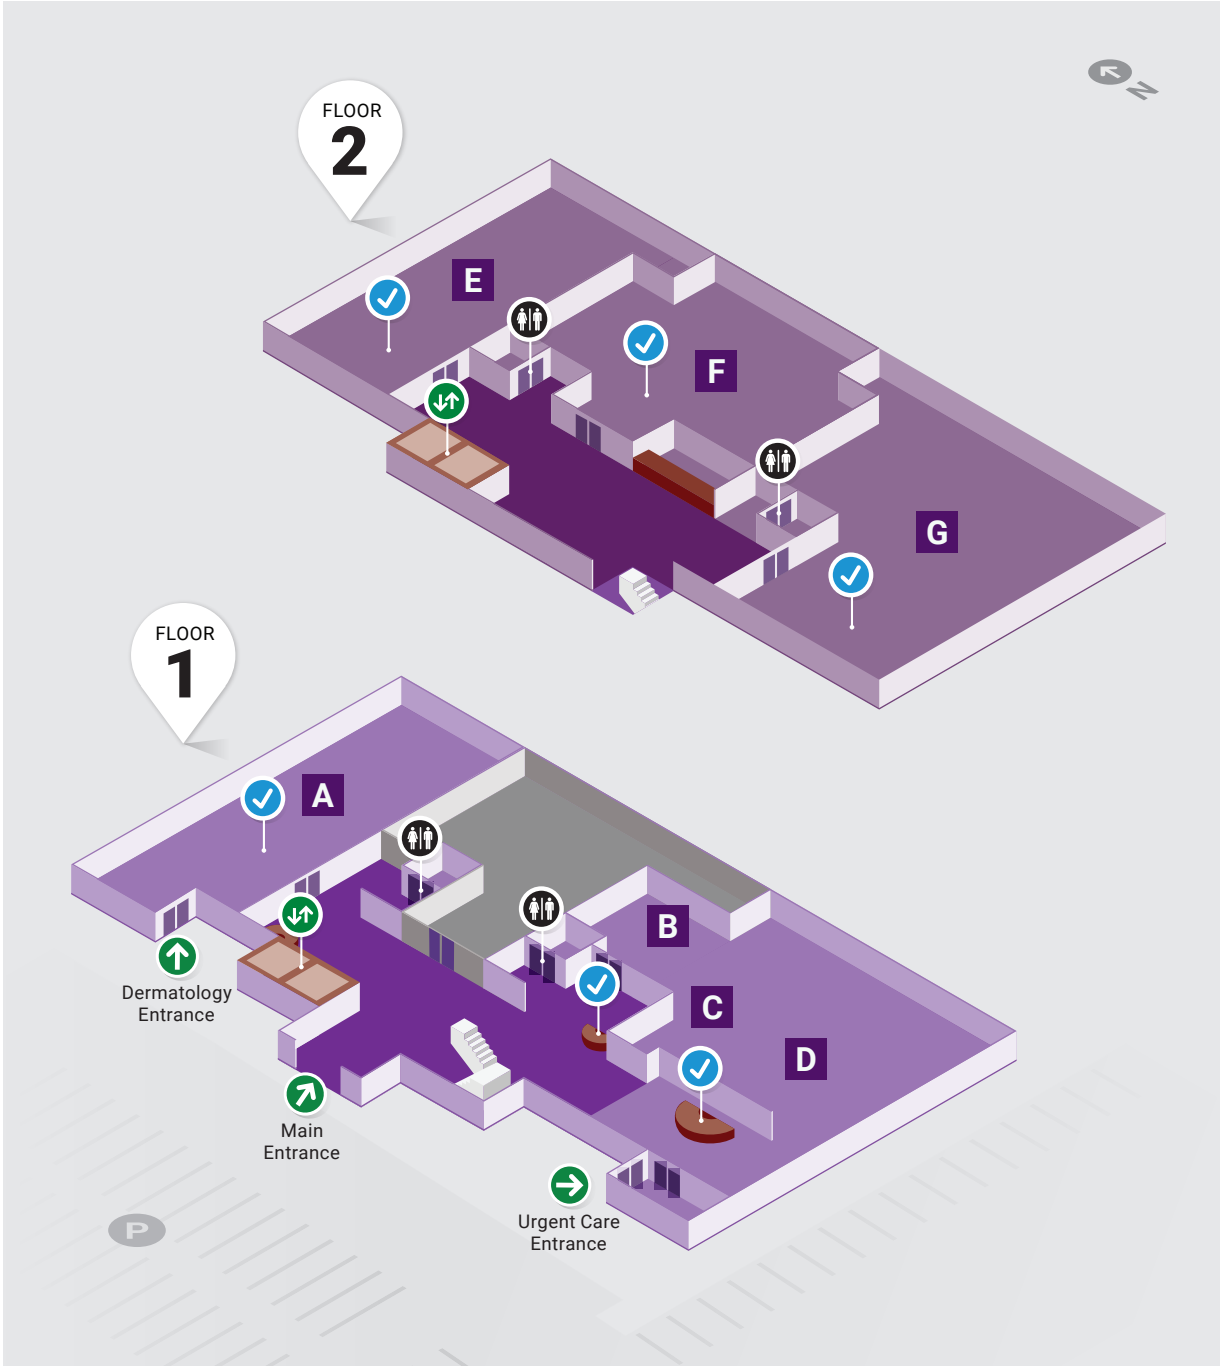 N
FLOOR
2
E
F
G
FLOOR
1
A
B
C
D
Dermatology
Entrance
Main
Entrance
Urgent Care
Entrance
P